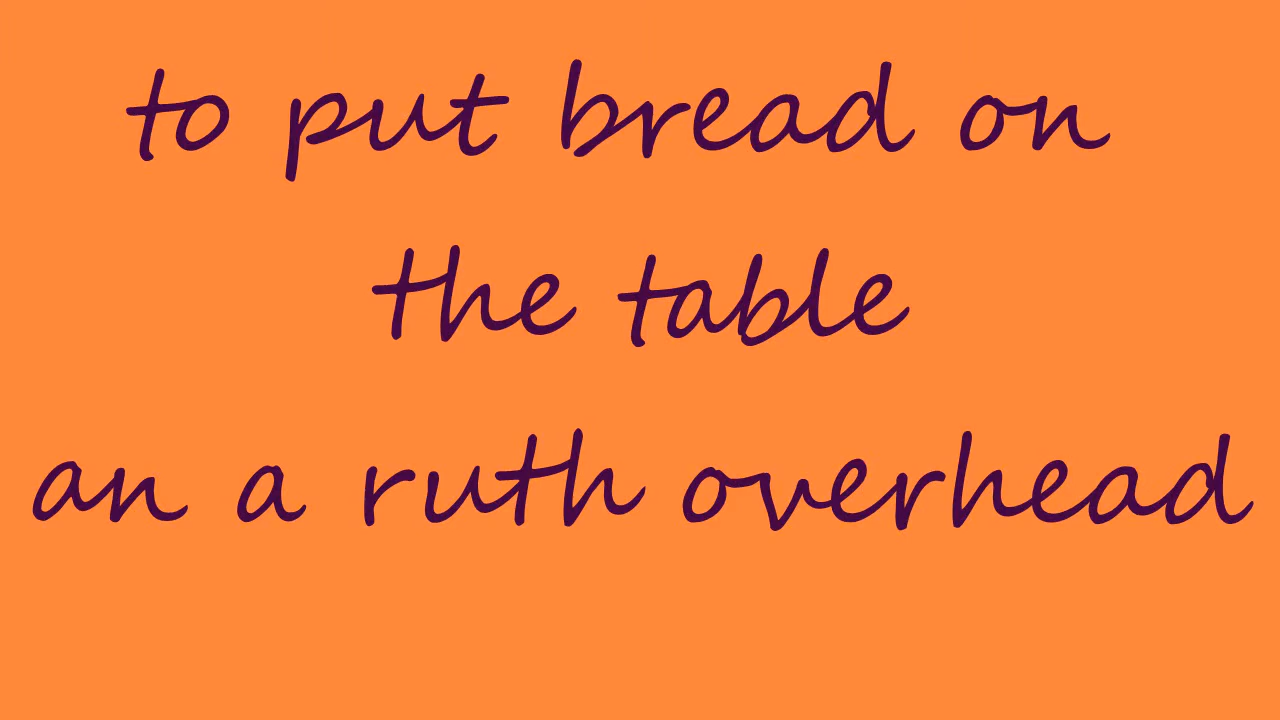 to put bread on
the table
an a ruth overhead